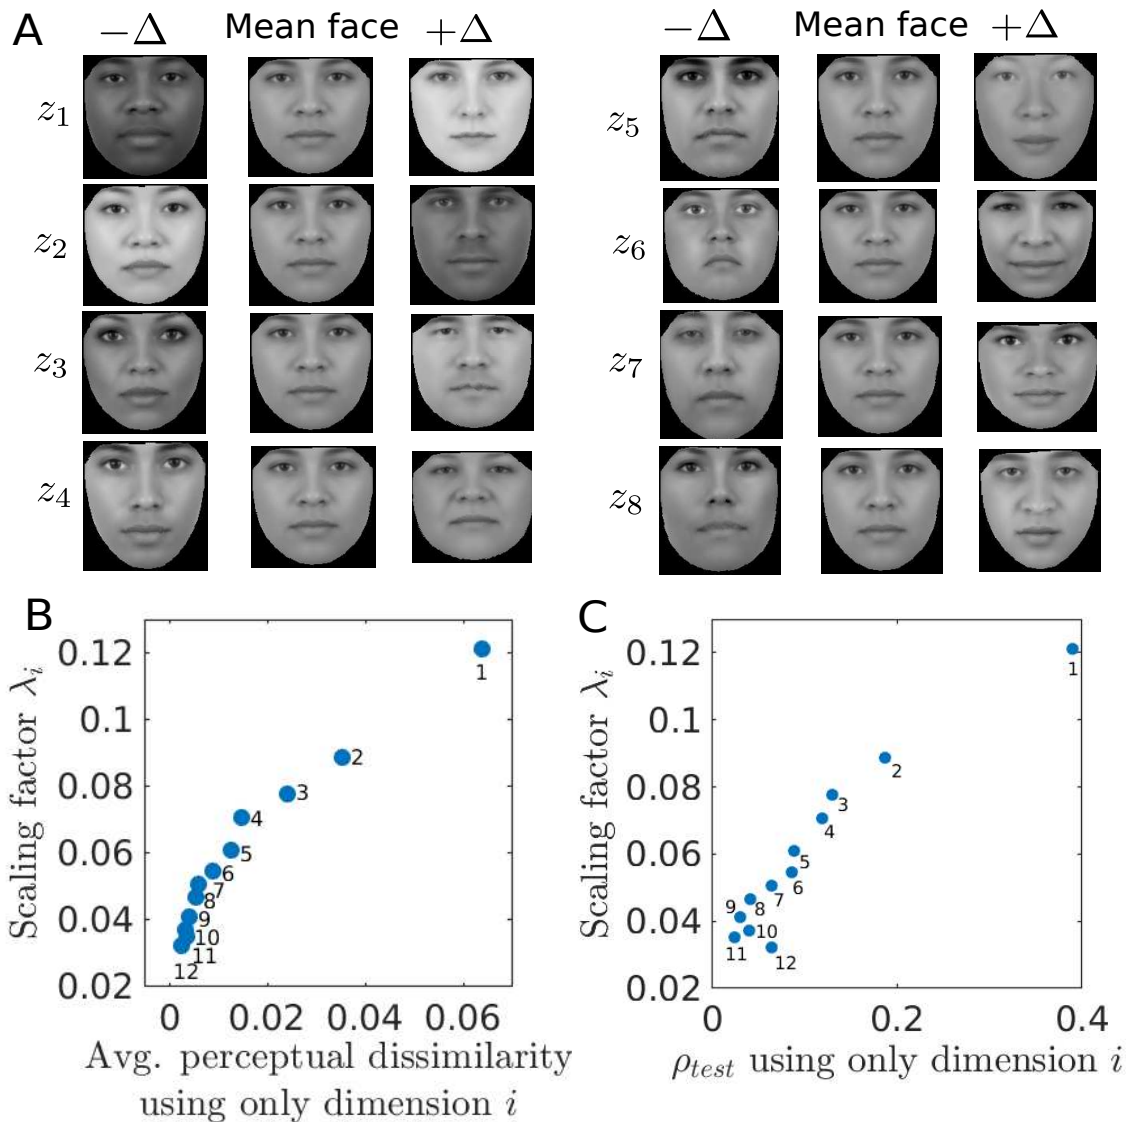 A
−Δ Mean face +Δ
−Δ Mean face +Δ
z1
z2
z3
z4
z5
z6
z7
z8
B
Scaling factor λi
0.12
0.1
0.08
0.06
0.04
0.02
1
2
3
4
5
6
7
8
9
10
11
12
0 0.02 0.04 0.06
Avg. perceptual dissimilarity
using only dimension i
C
Scaling factor λi
0.12
0.1
0.08
0.06
0.04
0.02
1
2
3
4
5
6
7
8
9
10
11
12
0 0.2 0.4
ρtest using only dimension i